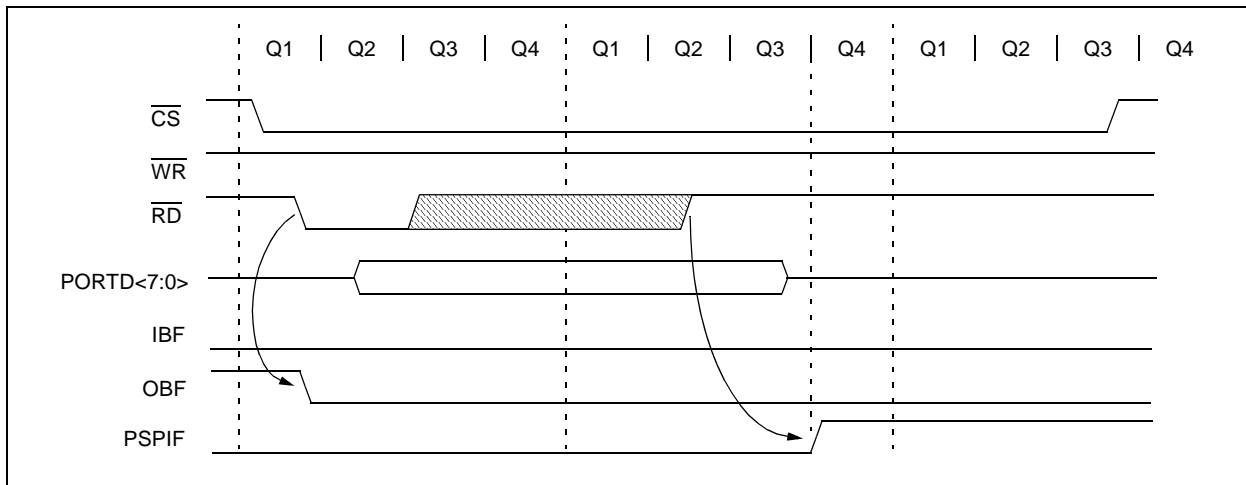 Q1 | Q2 | Q3 | Q4 Q1 | Q2 | Q3 Q4 Q1 | Q2 | Q3 | Q4
CS
WR
RD
PORTD<7:0>
IBF
OBF
PSPIF